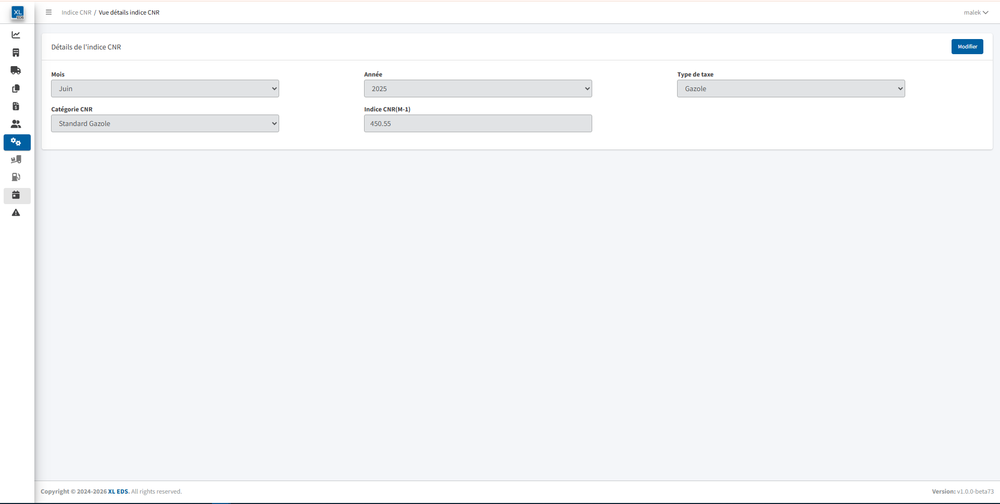 XL
EDS
Indice CNR / Vue détails indice CNR
malek
Détails de l'indice CNR
Modifier
Mois
Année
Type de taxe
Juin
2025
Gazole
Catégorie CNR
Indice CNR(M-1)
Standard Gazole
450.55
Copyright © 2024-2026 XL EDS. All rights reserved.
Version: v1.0.0-beta73